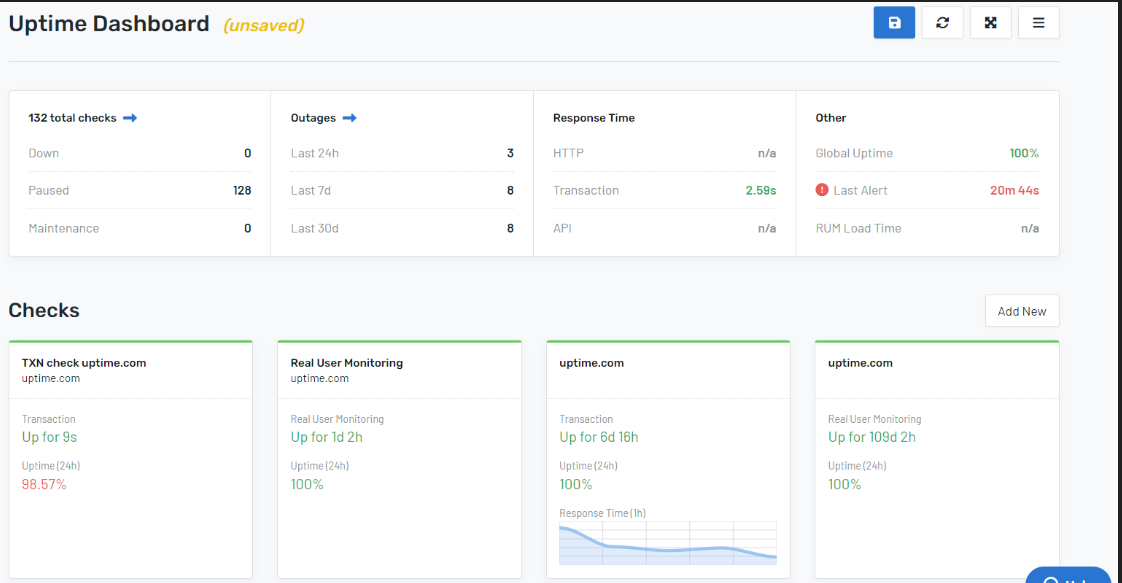 Uptime Dashboard (unsaved)
132 total checks
Down 0
Paused 128
Maintenance 0
Outages
Last 24h 3
Last 7d 8
Last 30d 8
Response Time
HTTP n/a
Transaction 2.59s
API n/a
Other
Global Uptime 100%
Last Alert 20m 44s
RUM Load Time n/a
Checks
Add New
TXN check uptime.com
uptime.com
Transaction
Up for 9s
Uptime (24h)
98.57%
Real User Monitoring
uptime.com
Real User Monitoring
Up for 1d 2h
Uptime (24h)
100%
uptime.com
Transaction
Up for 6d 16h
Uptime (24h)
100%
Response Time (1h)
uptime.com
Real User Monitoring
Up for 109d 2h
Uptime (24h)
100%